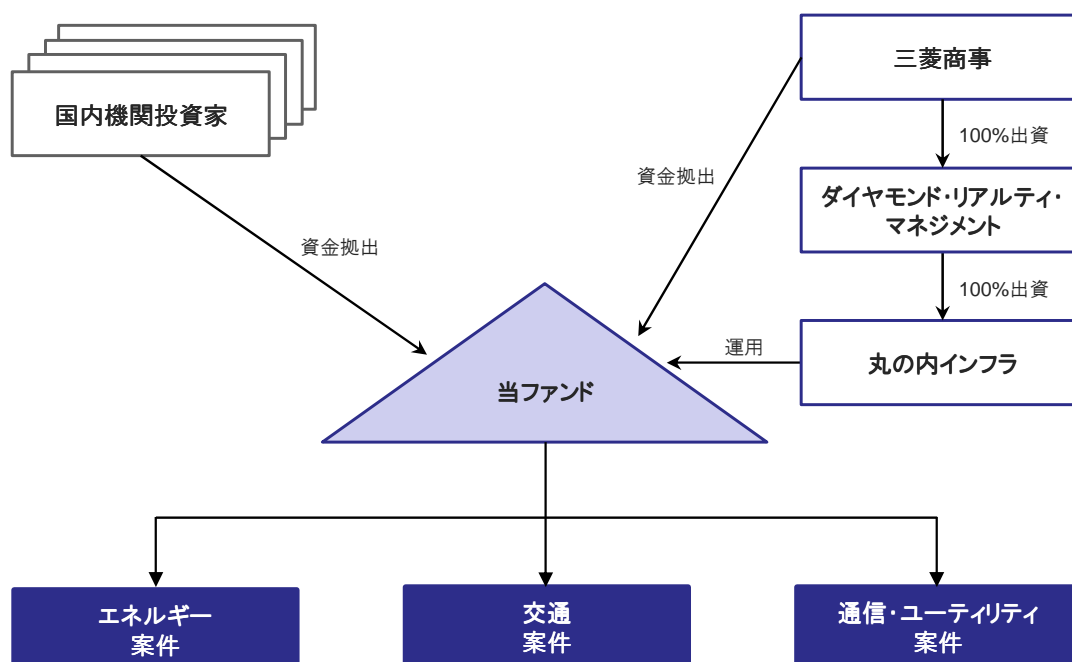 国内機関投資家
三菱商事
100%出資
資金拠出
ダイヤモンド・リアルティ・
マネジメント
資金拠出
100%出資
運用
丸の内インフラ
当ファンド
エネルギー
案件
交通
案件
通信・ユーティリティ
案件